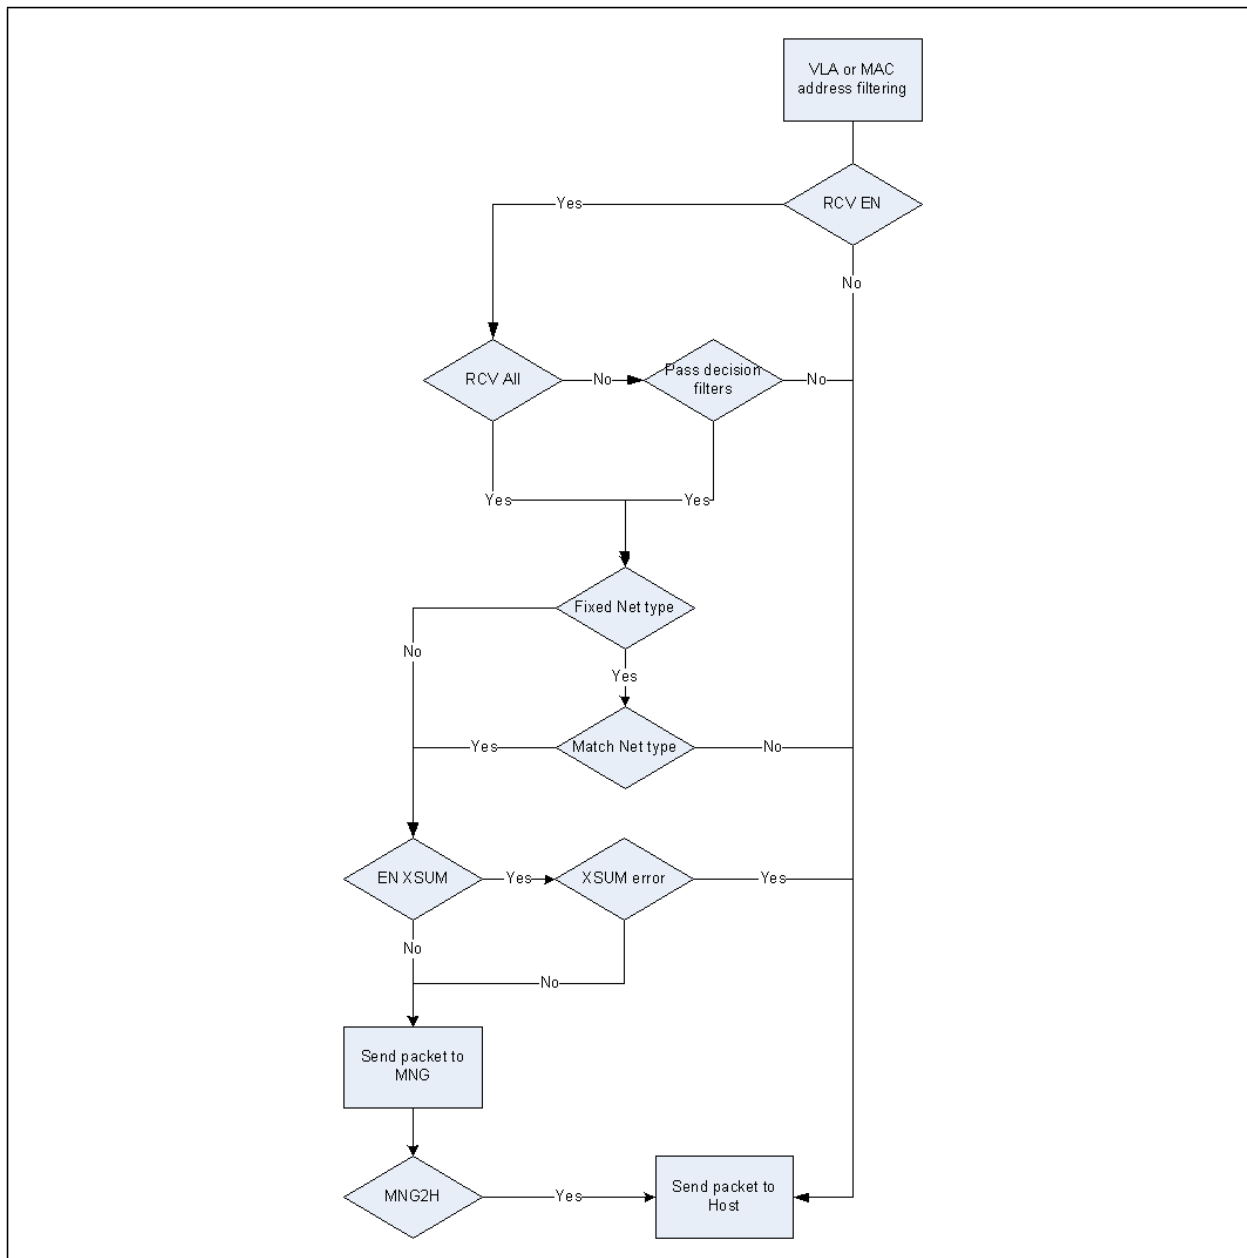 VLA or MAC
address filtering
RCV EN
Yes
No
RCV All
No
Pass decision
filters
No
Yes
Yes
Fixed Net type
No
Yes
Yes
Match Net type
No
EN XSUM
Yes
XSUM error
Yes
No
No
Send packet to
MNG
MNG2H
Yes
Send packet to
Host